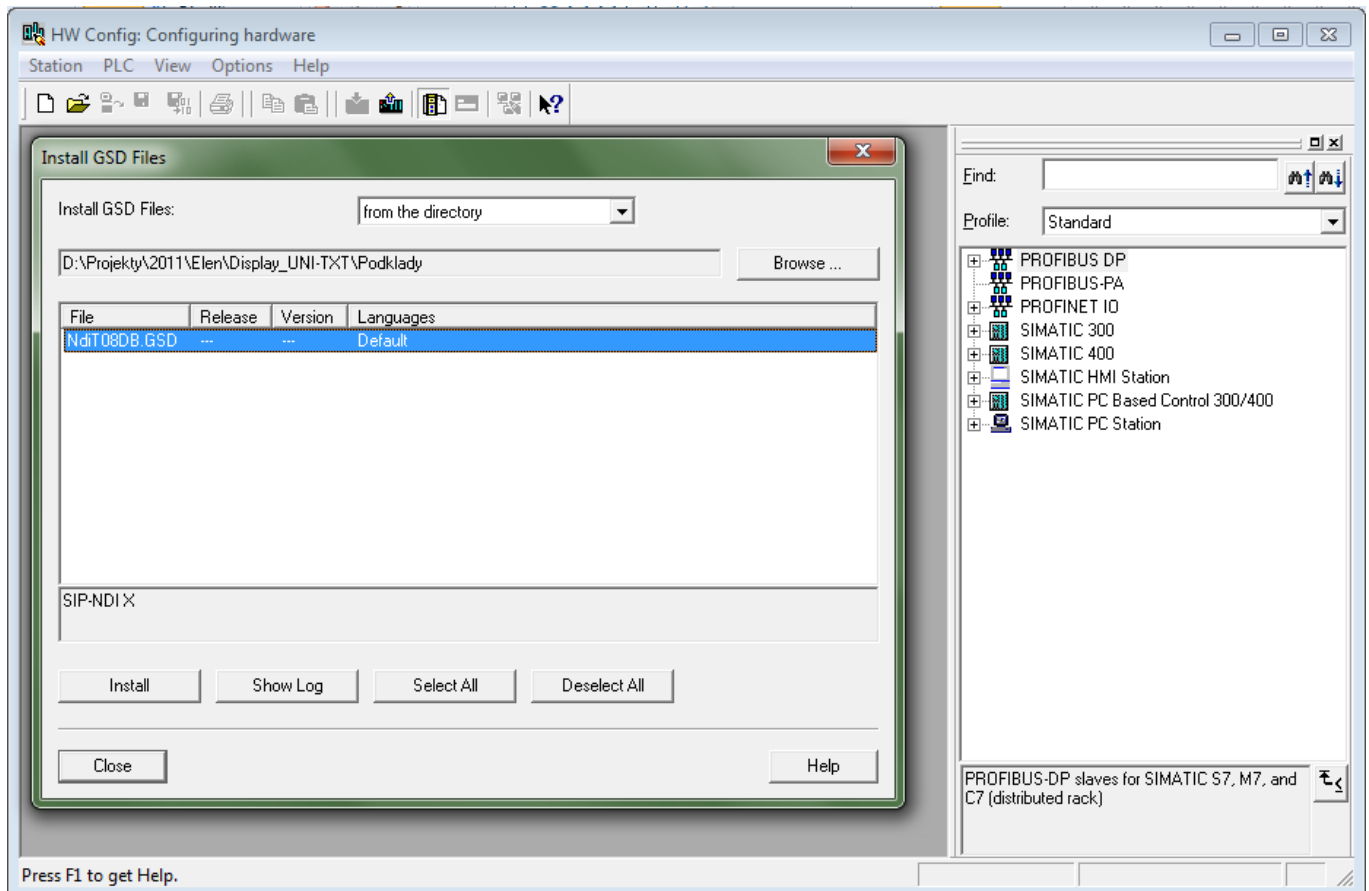 HW Config: Configuring hardware
Station PLC View Options Help
Install GSD Files
Install GSD Files: from the directory
D:\Projekty\2011\Elen\Display_UNI-TXT\Podklady Browse ...
File Release Version Languages
NdiT08DB.GSD --- --- Default
SIP-NDI X
Install Show Log Select All Deselect All
Close Help
Find:
Profile: Standard
PROFIBUS DP
PROFIBUS-PA
PROFINET IO
SIMATIC 300
SIMATIC 400
SIMATIC HMI Station
SIMATIC PC Based Control 300/400
SIMATIC PC Station
PROFIBUS-DP slaves for SIMATIC S7, M7, and
C7 (distributed rack)
Press F1 to get Help.